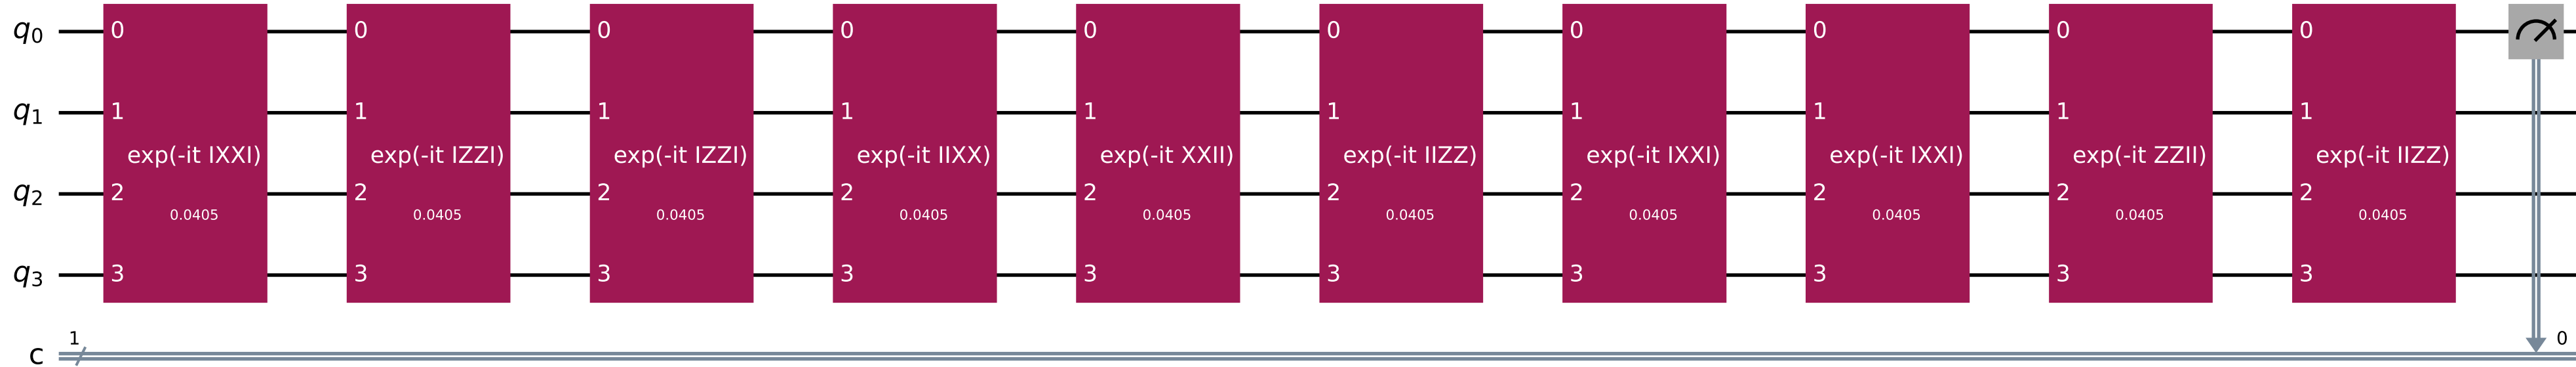 q0 0 0 0 0 0 0 0 0 0 0
q1 1 1 1 1 1 1 1 1 1 1
exp(-it IXXI) exp(-it IZZI) exp(-it IZZI) exp(-it IIXX) exp(-it XXII) exp(-it IIZZ) exp(-it IXXI) exp(-it IXXI) exp(-it ZZII) exp(-it IIZZ)
q2 2 2 2 2 2 2 2 2 2 2
0.0405 0.0405 0.0405 0.0405 0.0405 0.0405 0.0405 0.0405 0.0405 0.0405
q3 3 3 3 3 3 3 3 3 3 3
1 0
c